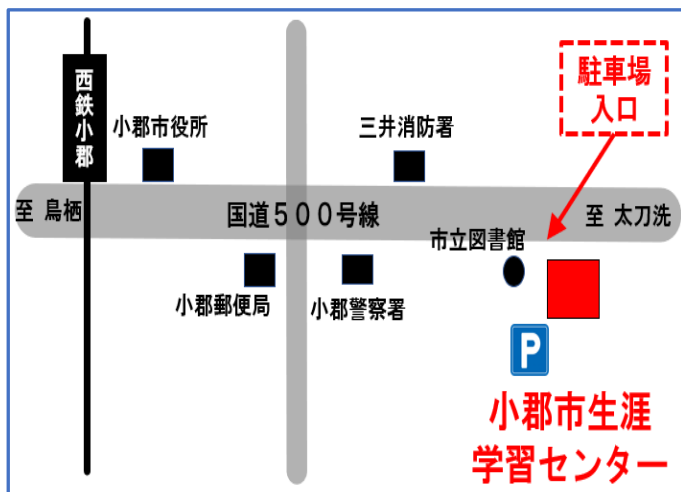 西鉄小郡
小郡市役所
三井消防署
駐車場
入口
至 鳥栖
国道５００号線
至 太刀洗
市立図書館
小郡郵便局
小郡警察署
P
小郡市生涯
学習センター